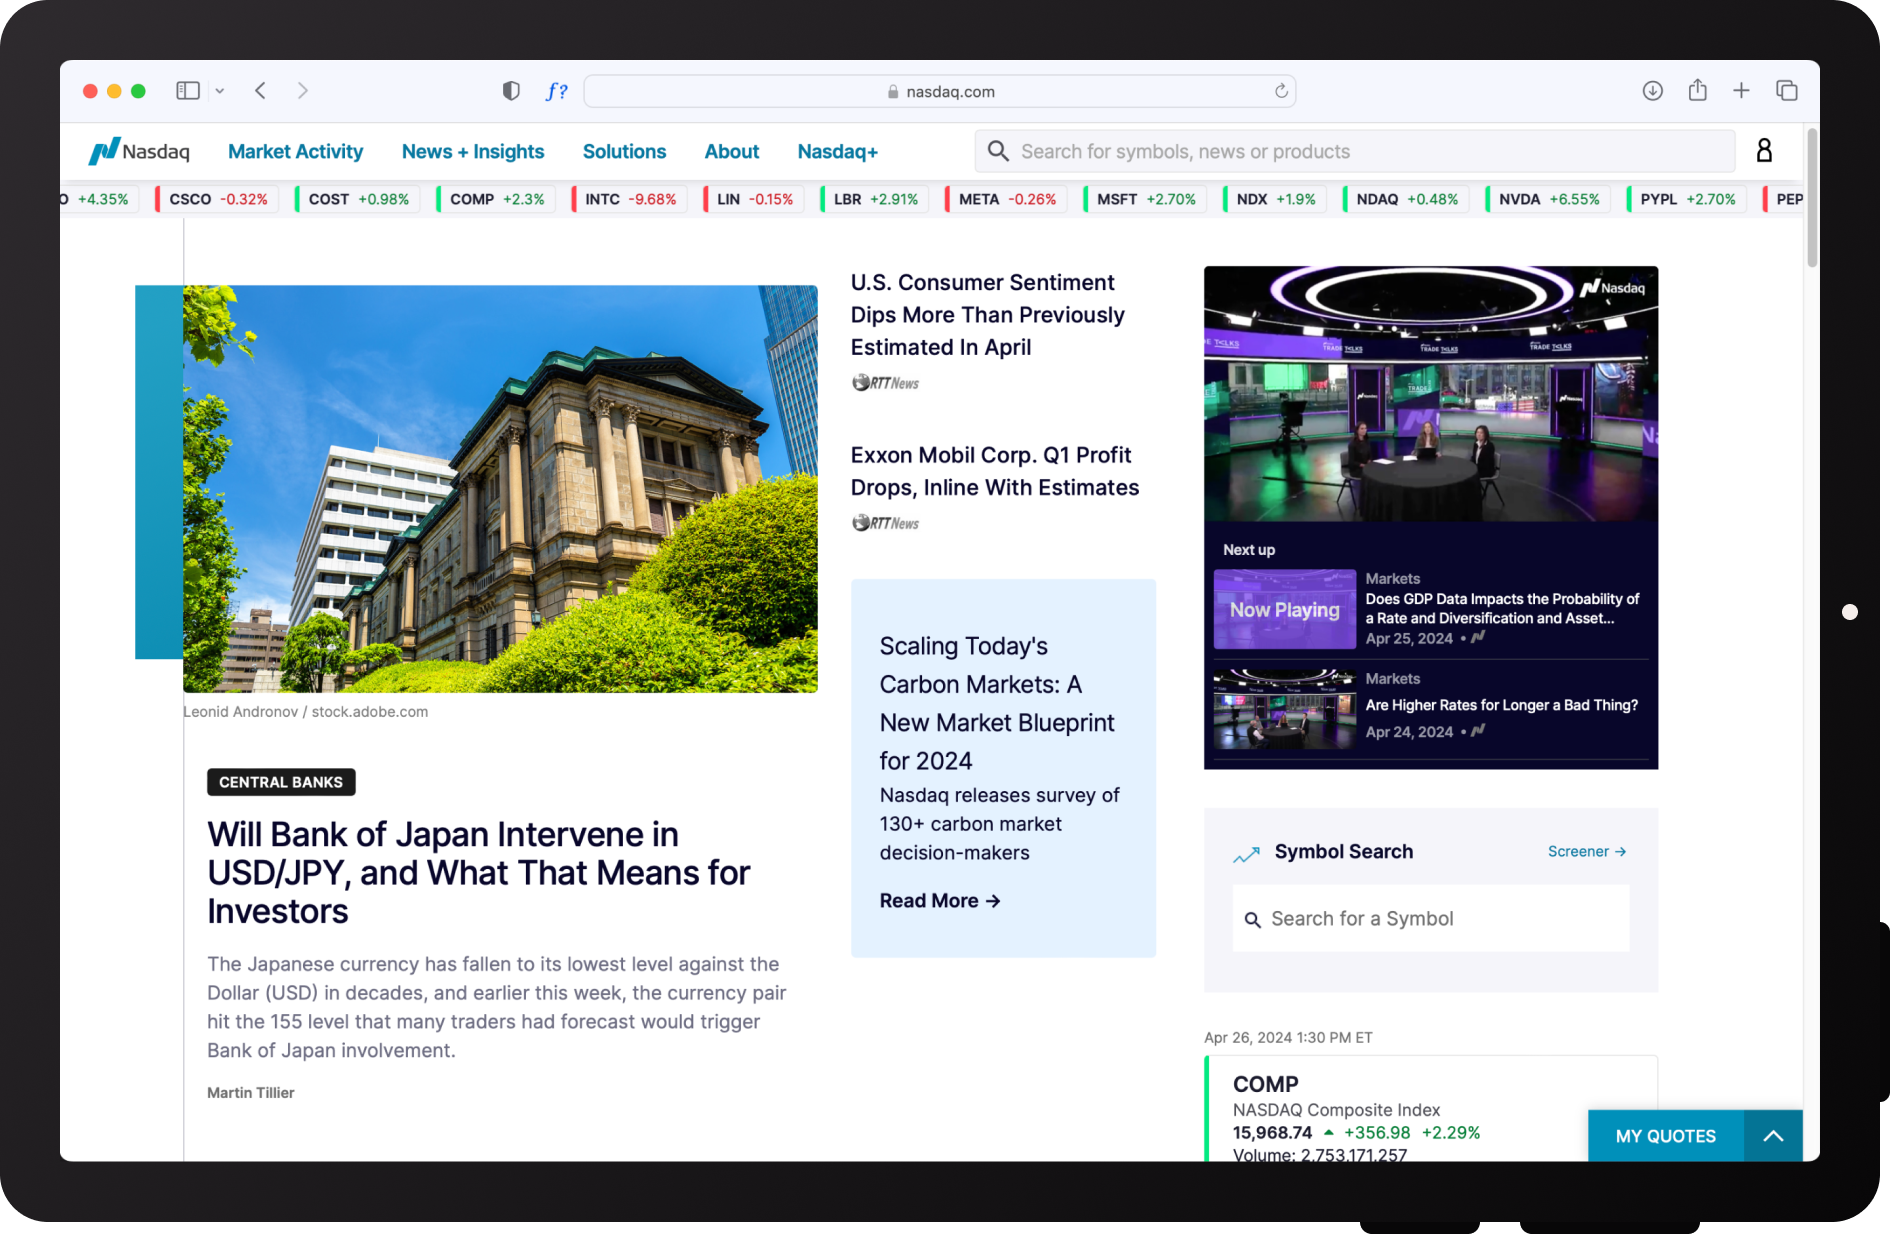 nasdaq.com
Nasdaq
Market Activity
News + Insights
Solutions
About
Nasdaq+
Search for symbols, news or products
O +4.35%
CSCO -0.32%
COST +0.98%
COMP +2.3%
INTC -9.68%
LIN -0.15%
LBR +2.91%
META -0.26%
MSFT +2.70%
NDX +1.9%
NDAQ +0.48%
NVDA +6.55%
PYPL +2.70%
PEP
Leonid Andronov / stock.adobe.com
CENTRAL BANKS
Will Bank of Japan Intervene in
USD/JPY, and What That Means for
Investors
The Japanese currency has fallen to its lowest level against the
Dollar (USD) in decades, and earlier this week, the currency pair
hit the 155 level that many traders had forecast would trigger
Bank of Japan involvement.
Martin Tillier
U.S. Consumer Sentiment
Dips More Than Previously
Estimated In April
RTTNews
Exxon Mobil Corp. Q1 Profit
Drops, Inline With Estimates
RTTNews
Scaling Today's
Carbon Markets: A
New Market Blueprint
for 2024
Nasdaq releases survey of
130+ carbon market
decision-makers
Read More →
Nasdaq
TRADE TALKS
TRADE TALKS
TRADE TALKS
Next up
Now Playing
Markets
Does GDP Data Impacts the Probability of
a Rate and Diversification and Asset...
Apr 25, 2024 •
Markets
Are Higher Rates for Longer a Bad Thing?
Apr 24, 2024 •
Symbol Search
Screener →
Search for a Symbol
Apr 26, 2024 1:30 PM ET
COMP
NASDAQ Composite Index
15,968.74 ▲ +356.98 +2.29%
Volume: 2,753,171,257
MY QUOTES